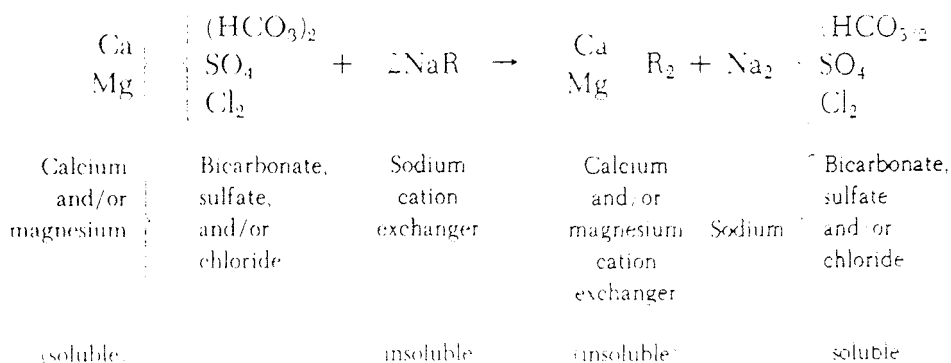 Ca Mg (HCO₃)₂ SO₄ Cl₂ + 2NaR → Ca Mg R₂ + Na₂ (HCO₃)₂ SO₄ Cl₂
Calcium Bicarbonate, Sodium Calcium Bicarbonate,
and/or sulfate, cation and/or sulfate
magnesium and/or exchanger magnesium Sodium and/or
chloride cation chloride
exchanger
(soluble) insoluble (insoluble) soluble